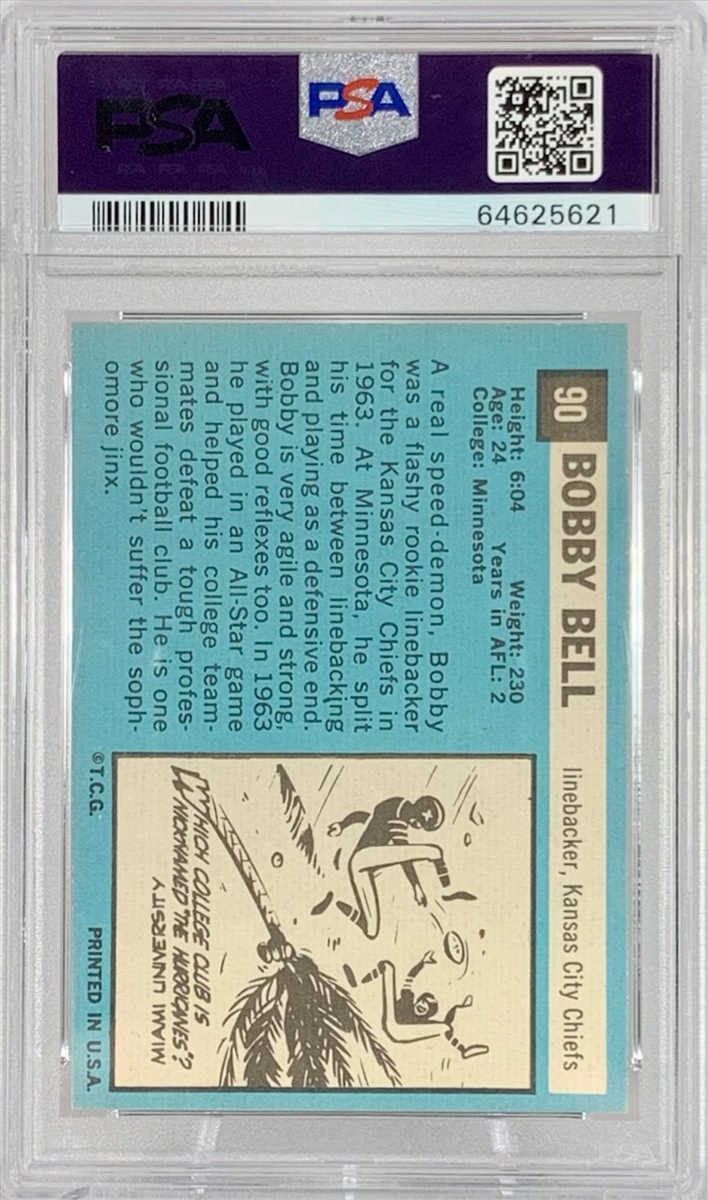 PSA
PSA PSA PSA
PSA
64625621
90 BOBBY BELL linebacker, Kansas City Chiefs
Height: 6:04 Weight: 230
Age: 24 Years in AFL: 2
College: Minnesota
A real speed-demon, Bobby
was a flashy rookie linebacker
for the Kansas City Chiefs in
1963. At Minnesota, he split
his time between linebacking
and playing as a defensive end.
Bobby is very agile and strong,
with good reflexes too. In 1963
he played in an All-Star game
and helped his college team-
mates defeat a tough profes-
sional football club. He is one
who wouldn't suffer the soph-
omore jinx.
WHICH COLLEGE CLUB IS
NICKNAMED "THE HURRICANES"?
MIAMI UNIVERSITY
©T.C.G. PRINTED IN U.S.A.